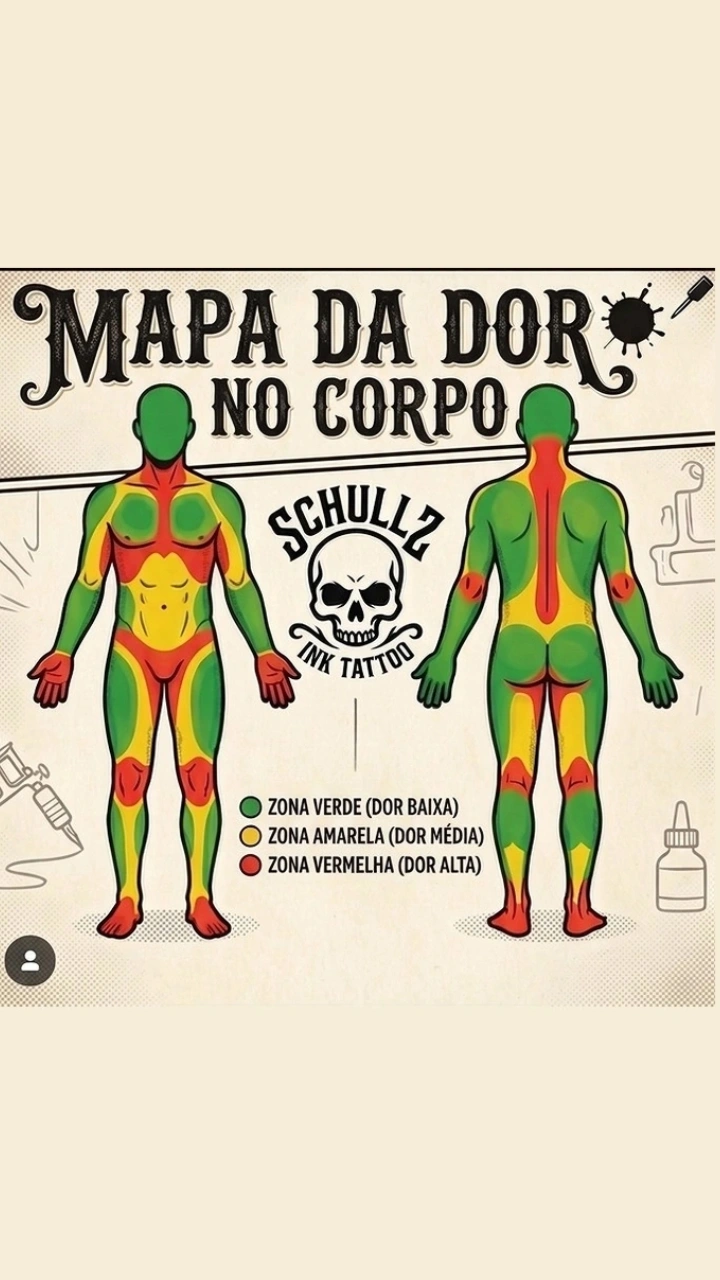 MAPA DA DOR
NO CORPO
SCHULLZ
INK TATTOO
ZONA VERDE (DOR BAIXA)
ZONA AMARELA (DOR MÉDIA)
ZONA VERMELHA (DOR ALTA)